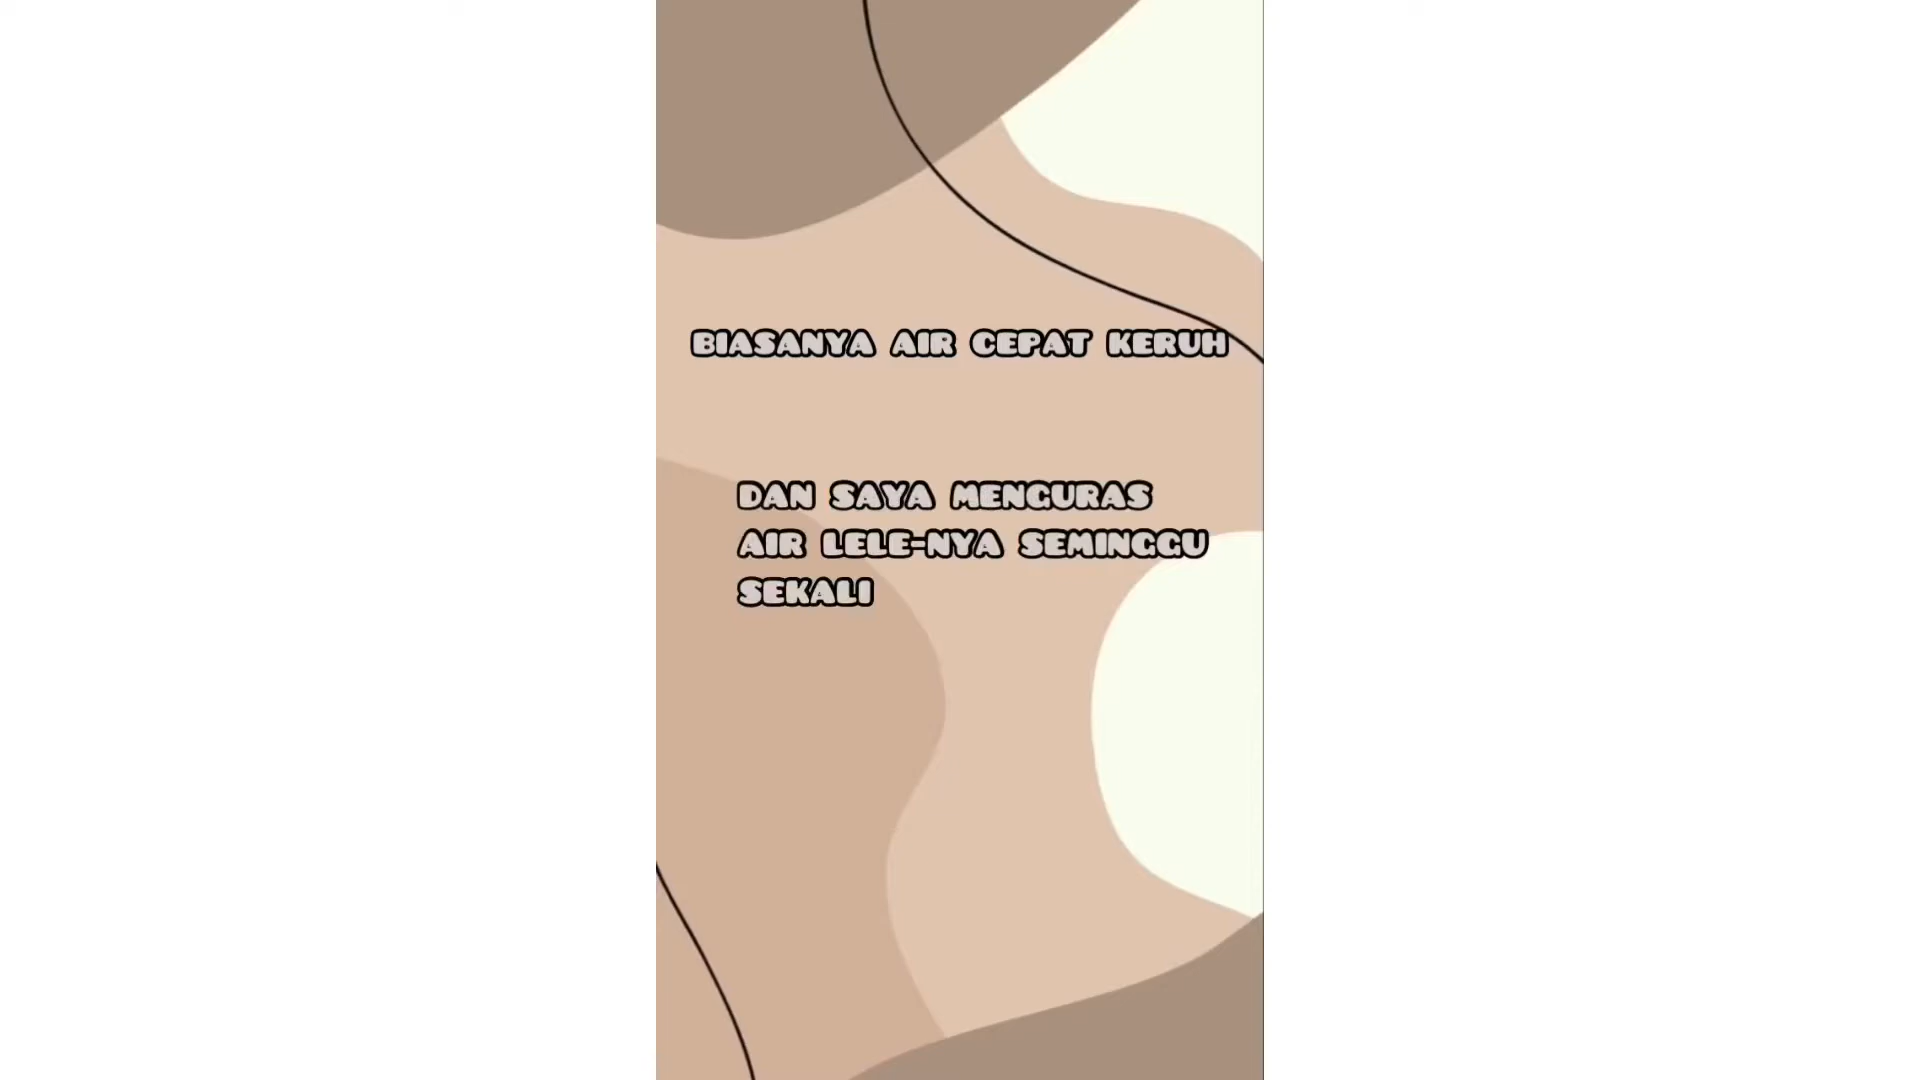 BIASANYA AIR CEPAT KERUH
DAN SAYA MENGURAS
AIR LELE-NYA SEMINGGU
SEKALI